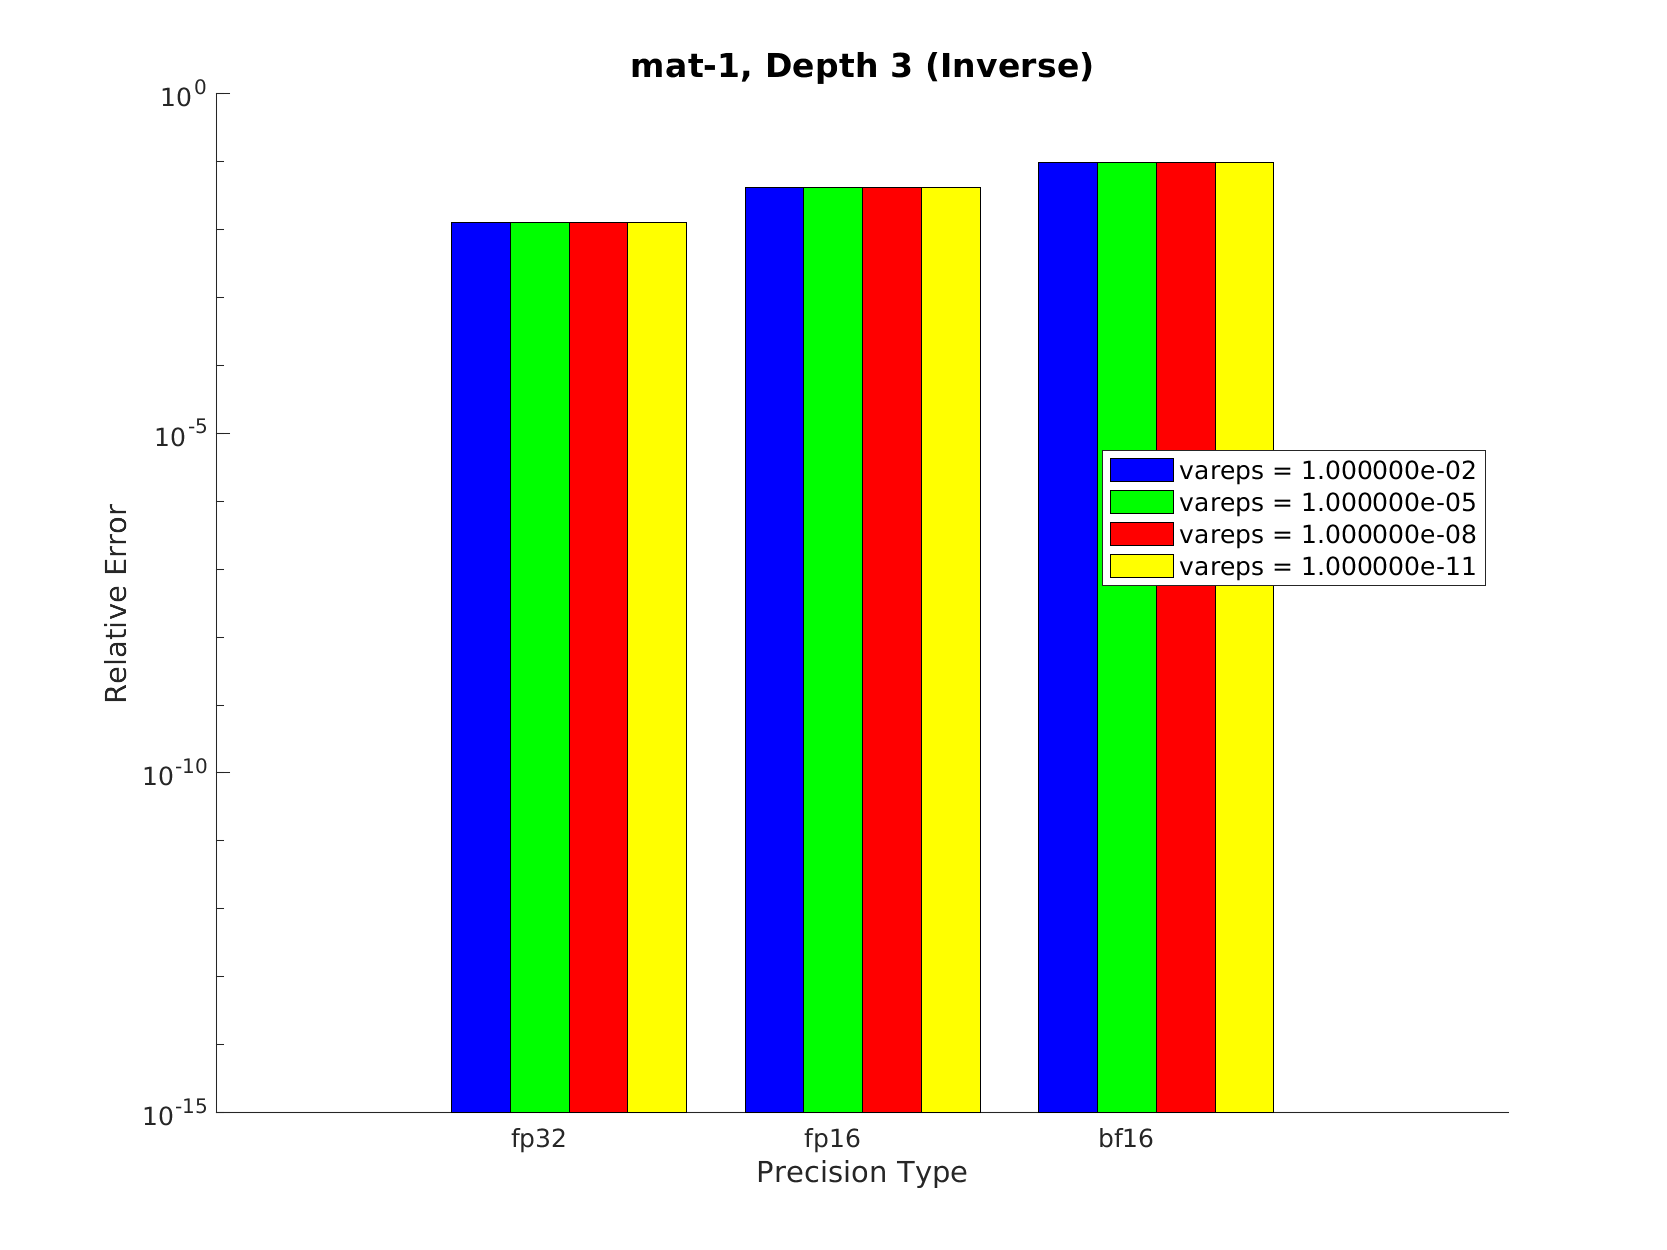 mat-1, Depth 3 (Inverse)
10^0
10^-5
10^-10
10^-15
Relative Error
vareps = 1.000000e-02
vareps = 1.000000e-05
vareps = 1.000000e-08
vareps = 1.000000e-11
fp32 fp16 bf16
Precision Type